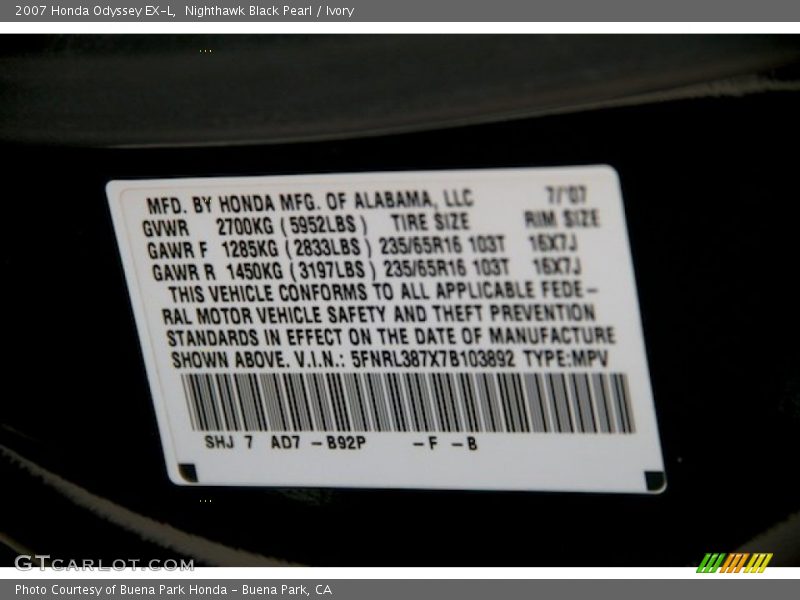 2007 Honda Odyssey EX-L, Nighthawk Black Pearl / Ivory
MFD. BY HONDA MFG. OF ALABAMA, LLC 7/'07
GVWR 2700KG (5952LBS) TIRE SIZE RIM SIZE
GAWR F 1285KG (2833LBS) 235/65R16 103T 16X7J
GAWR R 1450KG (3197LBS) 235/65R16 103T 16X7J
THIS VEHICLE CONFORMS TO ALL APPLICABLE FEDE-
RAL MOTOR VEHICLE SAFETY AND THEFT PREVENTION
STANDARDS IN EFFECT ON THE DATE OF MANUFACTURE
SHOWN ABOVE. V.I.N.: 5FNRL387X7B103892 TYPE:MPV
SHJ 7 AD7 -B92P -F -B
GTCARLOT.COM
Photo Courtesy of Buena Park Honda - Buena Park, CA